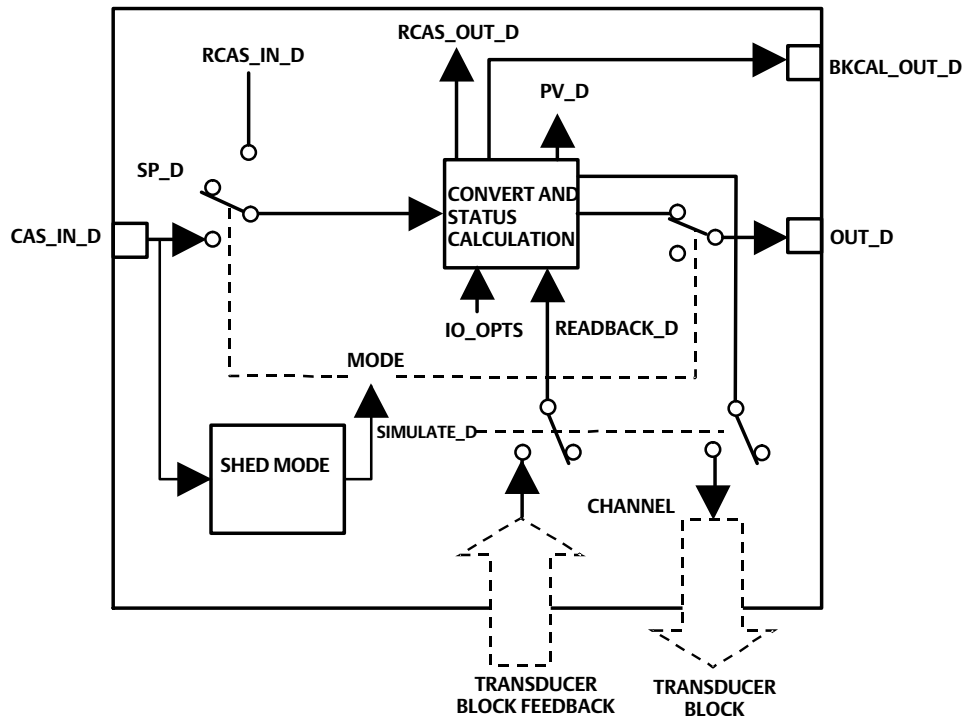 RCAS_OUT_D
RCAS_IN_D
BKCAL_OUT_D
PV_D
SP_D
CONVERT AND
STATUS
CALCULATION
CAS_IN_D
OUT_D
IO_OPTS
READBACK_D
MODE
SIMULATE_D
SHED MODE
CHANNEL
TRANSDUCER
BLOCK FEEDBACK
TRANSDUCER
BLOCK